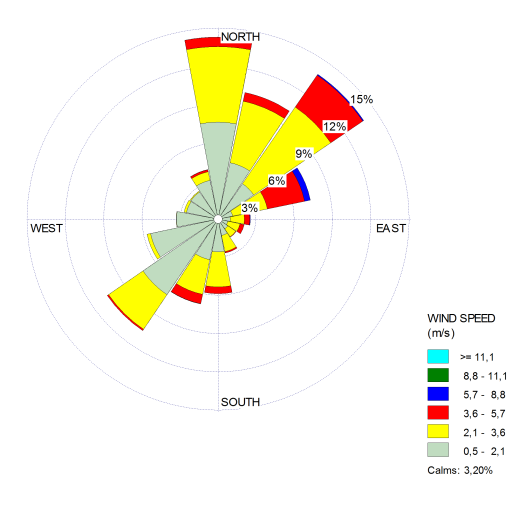 NORTH
15%
12%
9%
6%
3%
WEST
EAST
SOUTH
WIND SPEED
(m/s)
>= 11,1
8,8 - 11,1
5,7 - 8,8
3,6 - 5,7
2,1 - 3,6
0,5 - 2,1
Calms: 3,20%